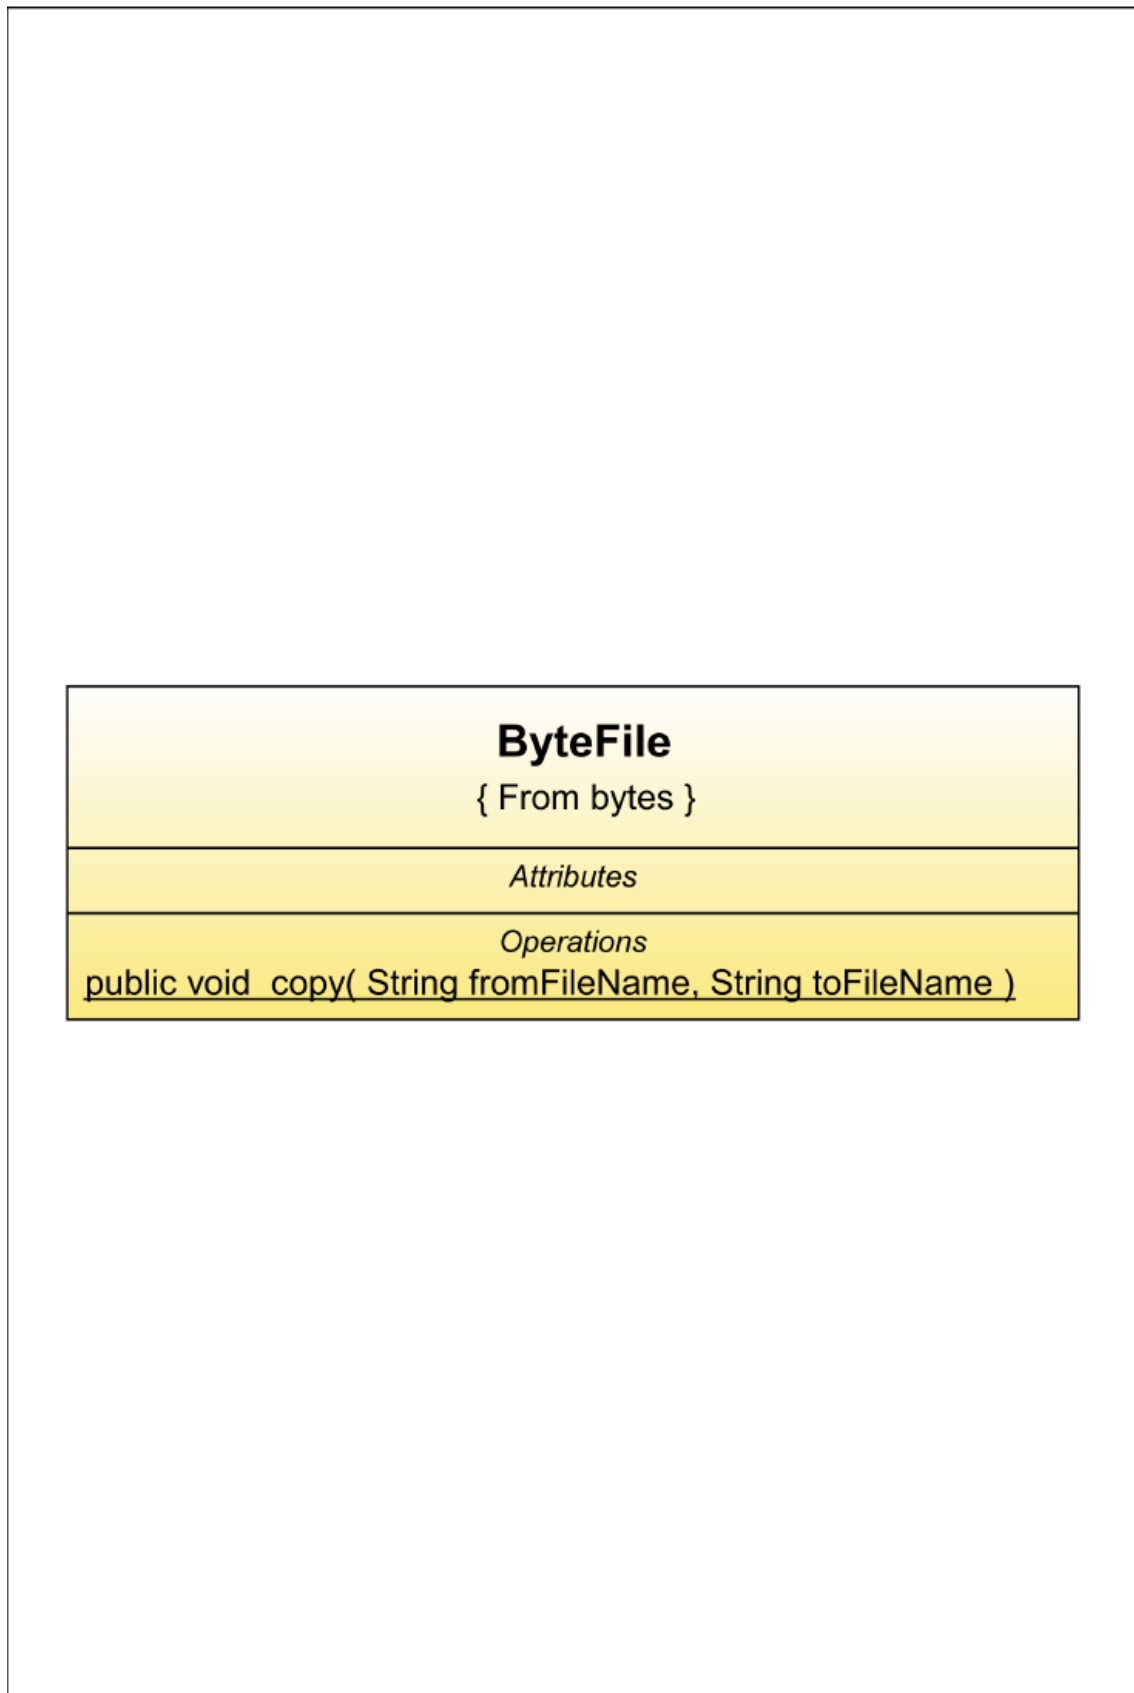 ByteFile
{ From bytes }
Attributes
Operations
public void  copy( String fromFileName, String toFileName )